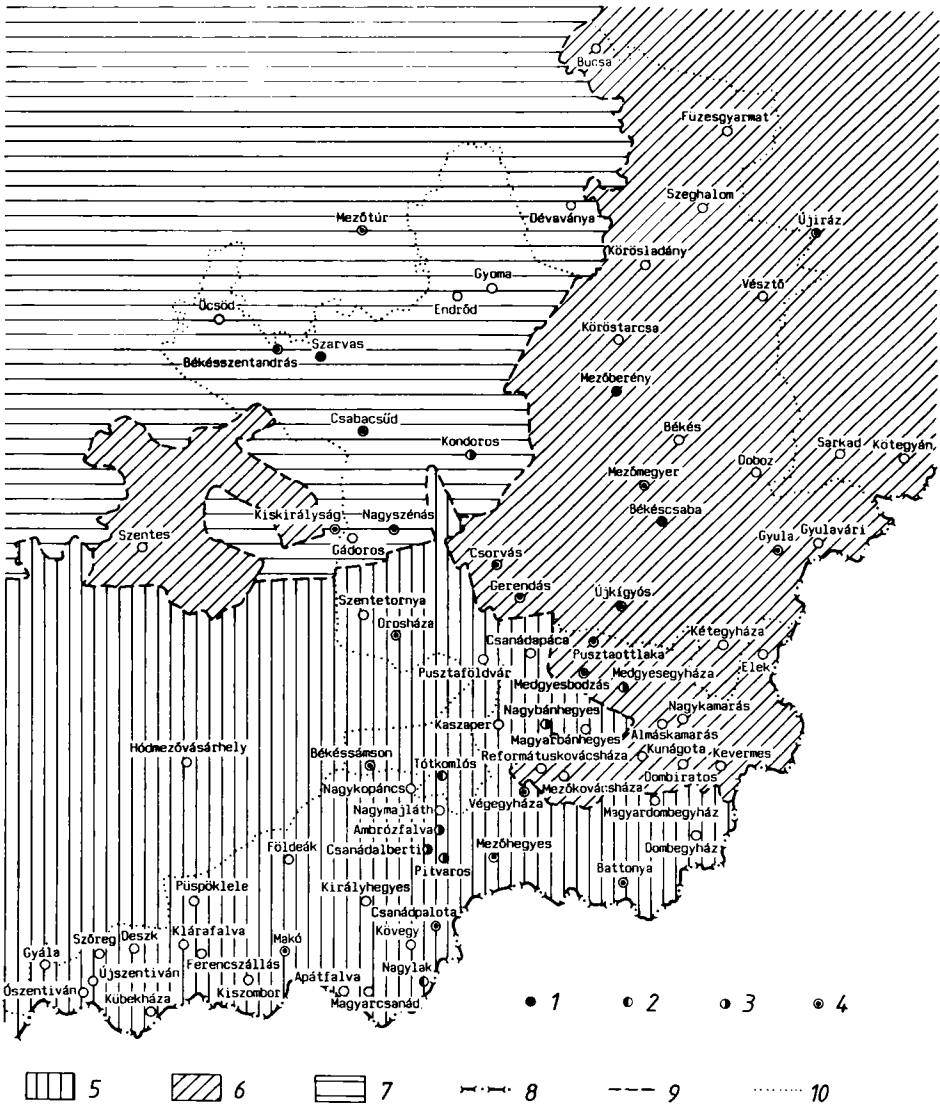 Bucsa
Füzesgyarmat
Szeghalom
Dévaványa
Mezőtúr
Újiráz
Körösladány
Gyoma
Vésztő
Endrőd
Öcsöd
Köröstarcsa
Szarvas
Békésszentandrás
Mezőberény
Csabacsűd
Békés
Kondoros
Sarkad
Kötegyán
Doboz
Mezőmegyer
Békéscsaba
Kiskirályság
Nagyszénás
Szentes
Gádoros
Gyula
Gyulavári
Csorvás
Gerendás
Újkígyós
Szentetornya
Orosháza
Csanádapáca
Kétegyháza
Pusztaottlaka
Elek
Pusztaföldvár
Medgyesegyháza
Medgyesbodzás
Kaszaper
Nagybánhegyes
Nagykamarás
Magyarbánhegyes
Almáskamarás
Hódmezővásárhely
Kunágota
Kevermes
Békéssámson
Tótkomlós
Reformátuskovácsháza
Dombiratos
Nagykopáncs
Mezőkovácsháza
Végegyháza
Nagymajláth
Magyardombegyház
Ambrózfalva
Földeák
Csanádalberti
Mezőhegyes
Dombegyház
Pitvaros
Battonya
Püspöklele
Királyhegyes
Csanádpalota
Klárafalva
Makó
Kövegy
Szőreg
Deszk
Gyála
Ferencszállás
Nagylak
Újszentiván
Apátfalva
Kiszombor
Ószentiván
Kübekháza
Magyarcsanád
1 2 3 4
5 6 7 8 9 10